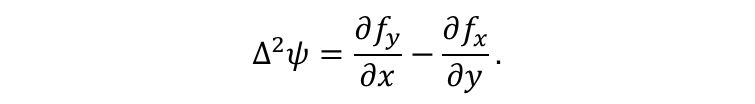 Δ²ψ = ∂f_y/∂x − ∂f_x/∂y .